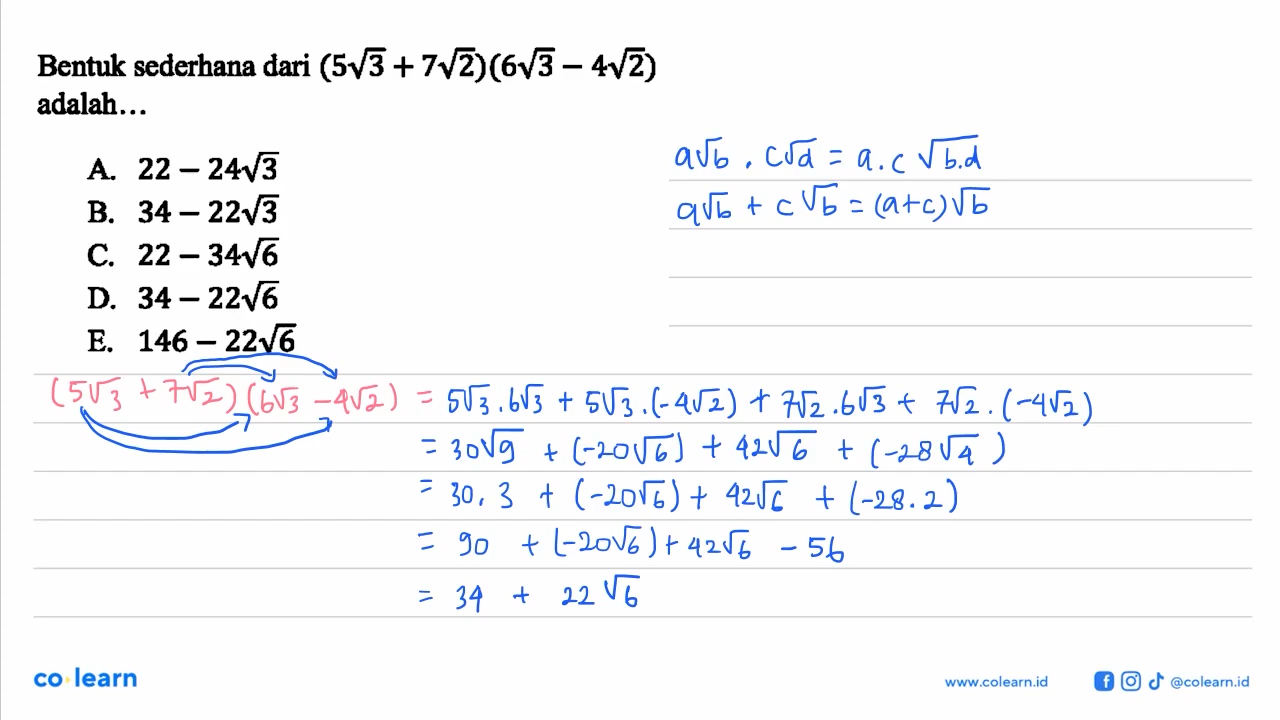 Bentuk sederhana dari (5√3 + 7√2)(6√3 − 4√2)
adalah...
A. 22 − 24√3
B. 34 − 22√3
C. 22 − 34√6
D. 34 − 22√6
E. 146 − 22√6
a√b . c√d = a.c √b.d
a√b + c√b = (a+c)√b
(5√3 + 7√2)(6√3 − 4√2) = 5√3.6√3 + 5√3.(-4√2) + 7√2.6√3 + 7√2.(-4√2)
= 30√9 + (-20√6) + 42√6 + (-28√4)
= 30.3 + (-20√6) + 42√6 + (-28.2)
= 90 + (-20√6) + 42√6 − 56
= 34 + 22√6
co·learn
www.colearn.id
@colearn.id